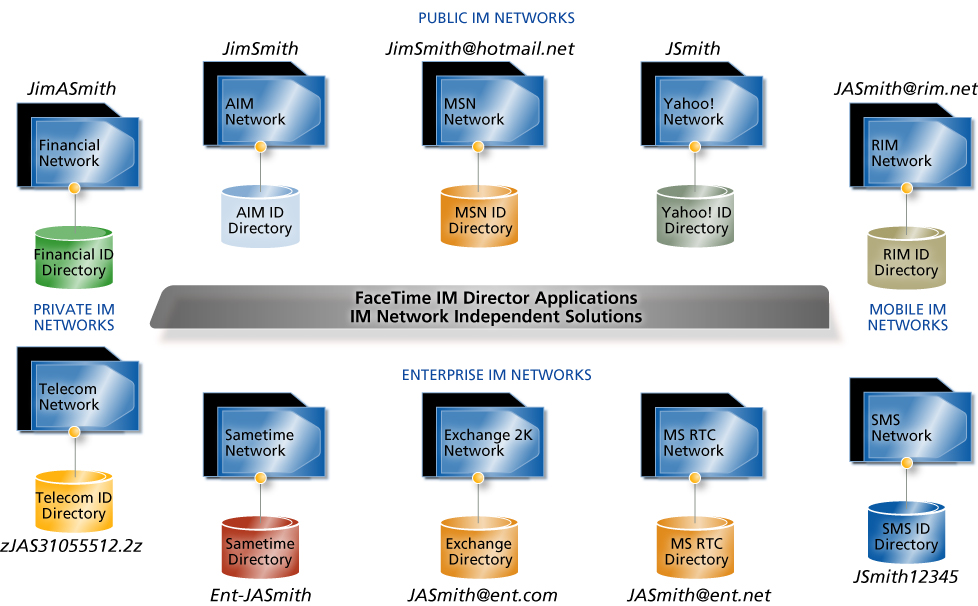 PUBLIC IM NETWORKS
JimSmith
JimSmith@hotmail.net
JSmith
JimASmith
JASmith@rim.net
AIM
Network
MSN
Network
Yahoo!
Network
Financial
Network
RIM
Network
AIM ID
Directory
MSN ID
Directory
Yahoo! ID
Directory
Financial ID
Directory
RIM ID
Directory
FaceTime IM Director Applications
IM Network Independent Solutions
PRIVATE IM
NETWORKS
MOBILE IM
NETWORKS
ENTERPRISE IM NETWORKS
Telecom
Network
Sametime
Network
Exchange 2K
Network
MS RTC
Network
SMS
Network
Telecom ID
Directory
zJAS31055512.2z
Sametime
Directory
Exchange
Directory
MS RTC
Directory
SMS ID
Directory
JSmith12345
Ent-JASmith
JASmith@ent.com
JASmith@ent.net